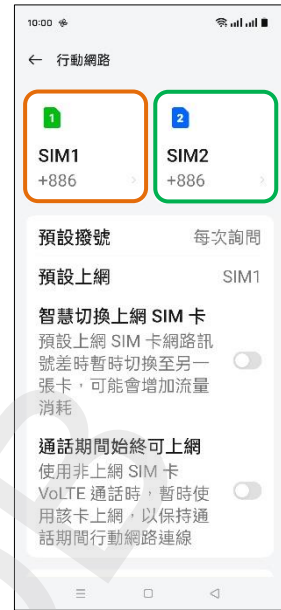 10:00
← 行動網路
1
2
SIM1
SIM2
+886
+886
預設撥號 每次詢問
預設上網 SIM1
智慧切換上網 SIM 卡
預設上網 SIM 卡網路訊
號差時暫時切換至另一
張卡，可能會增加流量
消耗
通話期間始終可上網
使用非上網 SIM 卡
VoLTE 通話時，暫時使
用該卡上網，以保持通
話期間行動網路連線